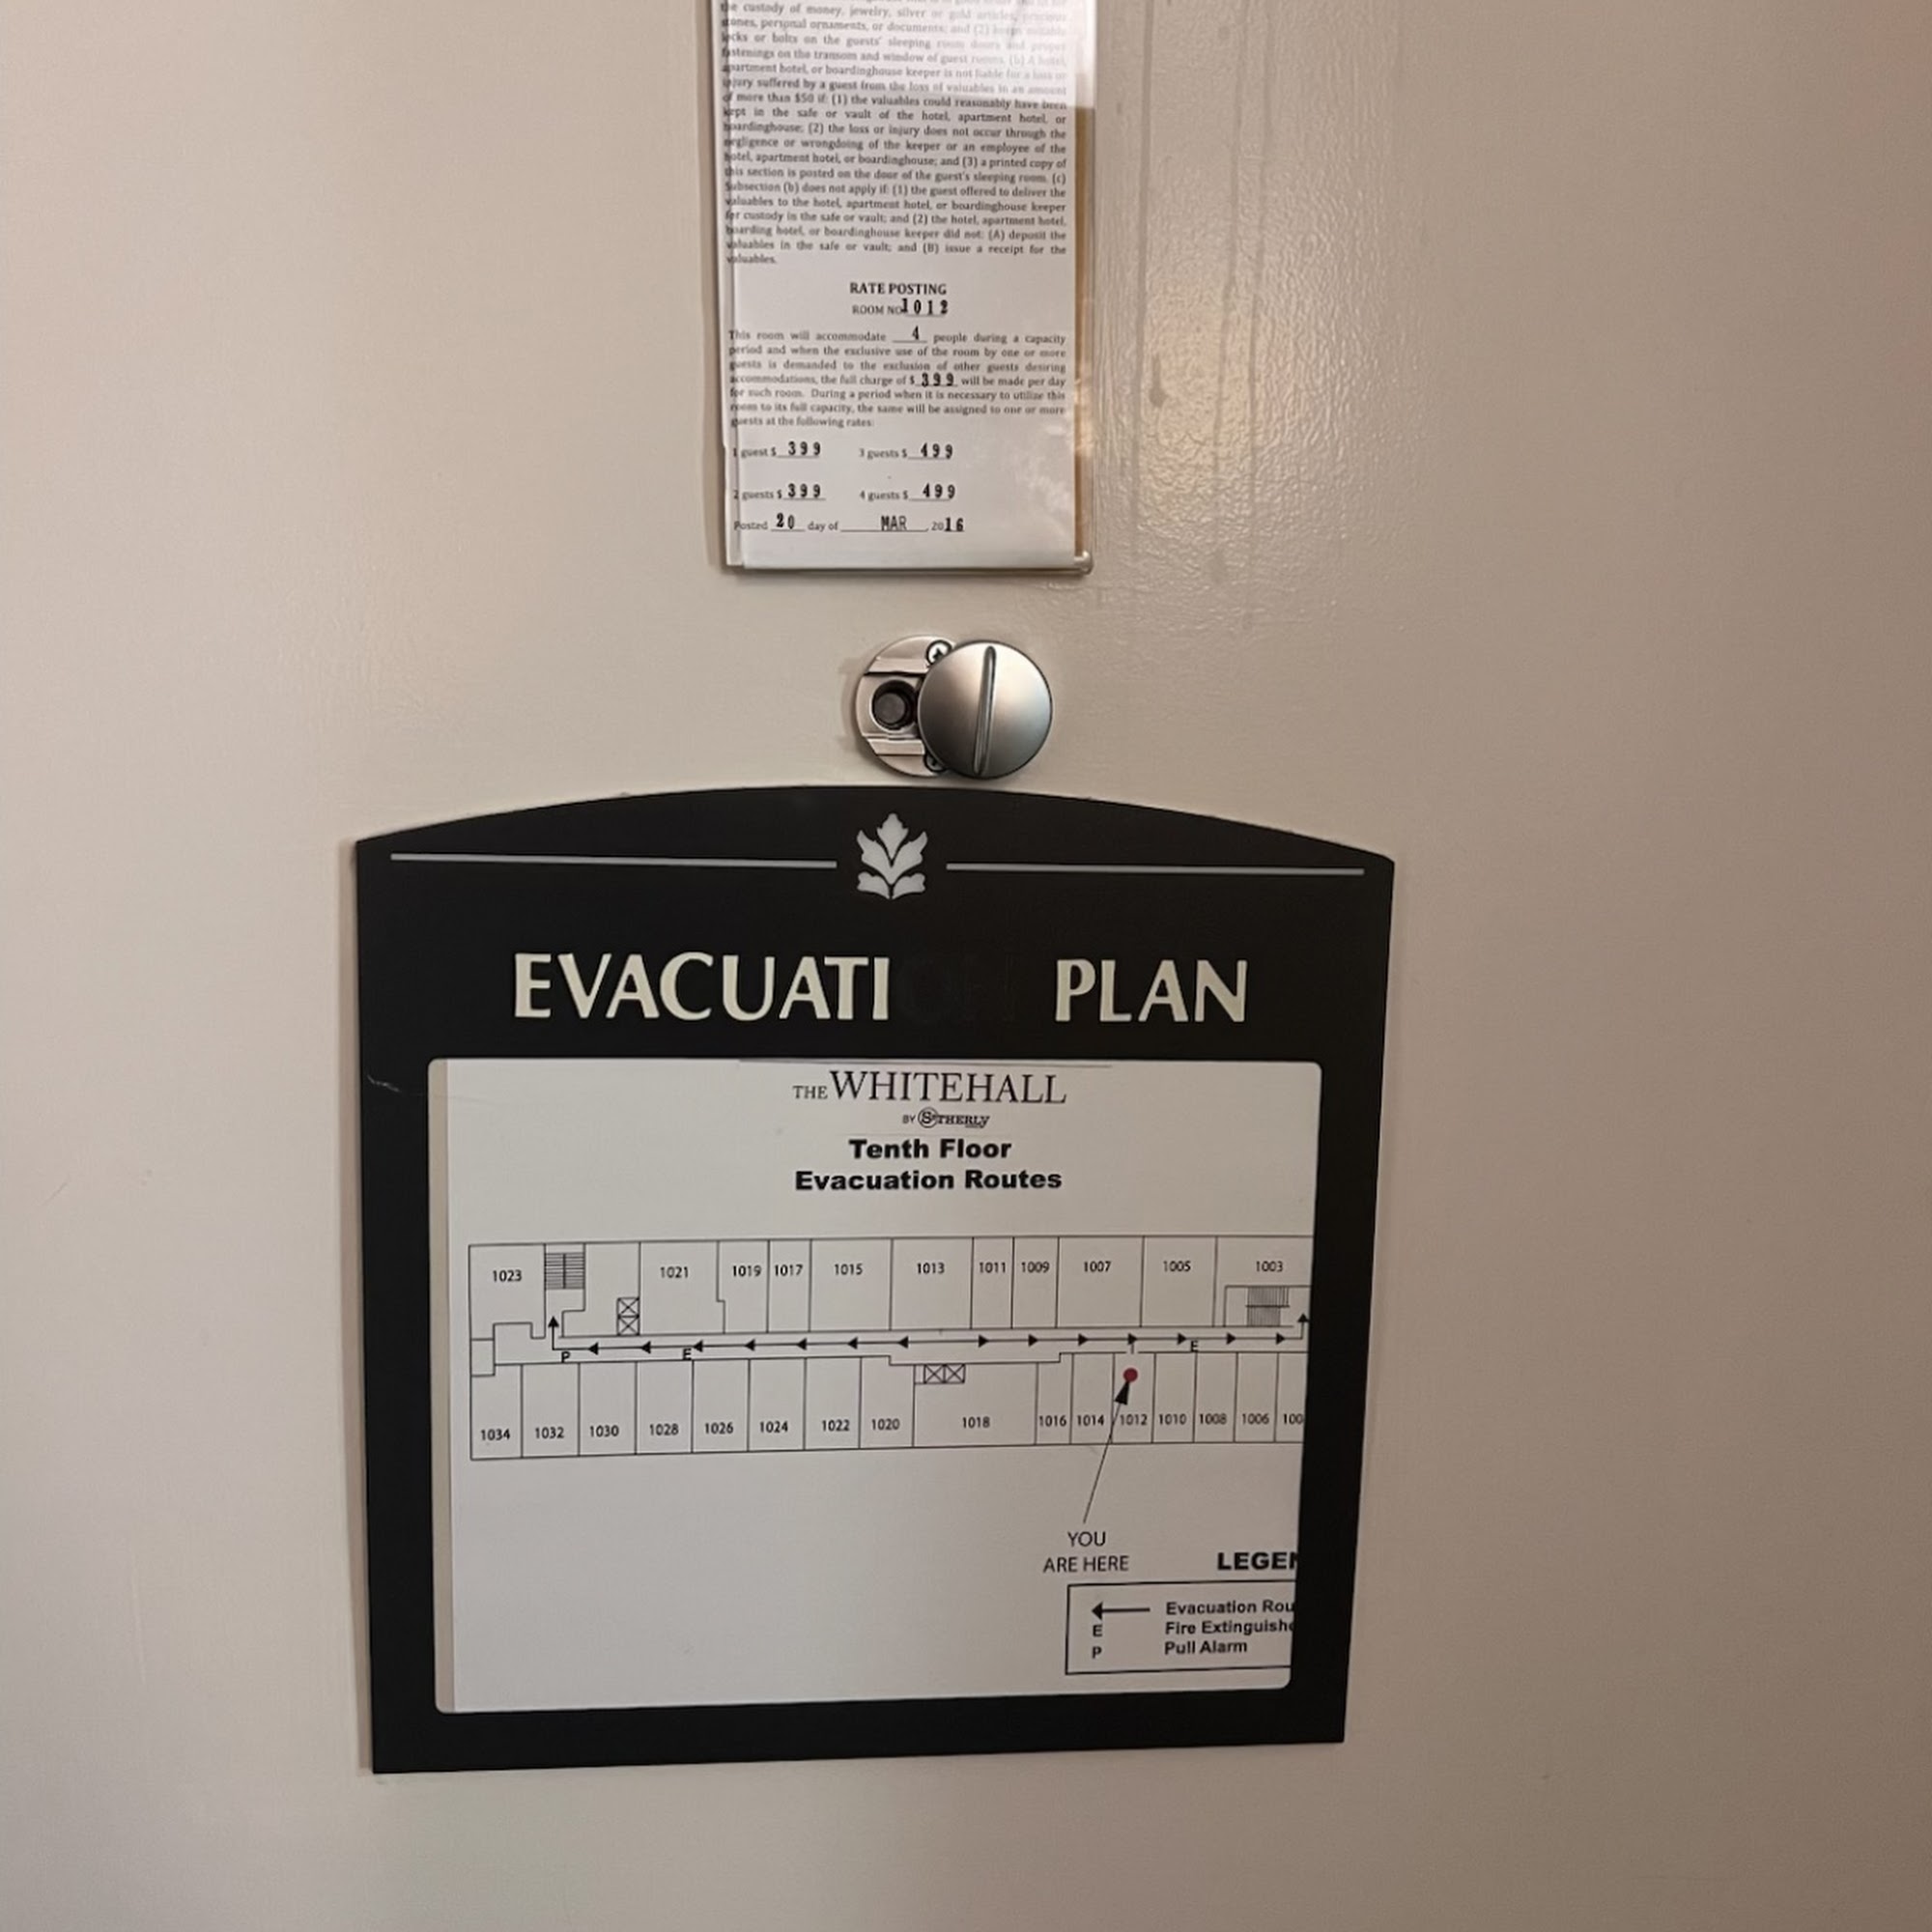 the custody of money, jewelry, silver or gold articles, precious
stones, personal ornaments, or documents; and (2) keeps suitable
locks or bolts on the guests' sleeping room doors and proper
fastenings on the transom and window of guest rooms. (b) A hotel,
apartment hotel, or boardinghouse keeper is not liable for a loss or
injury suffered by a guest from the loss of valuables in an amount
of more than $50 if: (1) the valuables could reasonably have been
kept in the safe or vault of the hotel, apartment hotel, or
boardinghouse; (2) the loss or injury does not occur through the
negligence or wrongdoing of the keeper or an employee of the
hotel, apartment hotel, or boardinghouse; and (3) a printed copy of
this section is posted on the door of the guest's sleeping room. (c)
Subsection (b) does not apply if: (1) the guest offered to deliver the
valuables to the hotel, apartment hotel, or boardinghouse keeper
for custody in the safe or vault; and (2) the hotel, apartment hotel,
boarding hotel, or boardinghouse keeper did not: (A) deposit the
valuables in the safe or vault; and (B) issue a receipt for the
valuables.
RATE POSTING
ROOM NO 1012
This room will accommodate 4 people during a capacity
period and when the exclusive use of the room by one or more
guests is demanded to the exclusion of other guests desiring
accommodations, the full charge of $ 399 will be made per day
for such room. During a period when it is necessary to utilize this
room to its full capacity, the same will be assigned to one or more
guests at the following rates:
1 guest $ 399 3 guests $ 499
2 guests $ 399 4 guests $ 499
Posted 20 day of MAR, 2016
EVACUATI PLAN
THE WHITEHALL
BY SOTHERLY
Tenth Floor
Evacuation Routes
1023 1021 1019 1017 1015 1013 1011 1009 1007 1005 1003
P E E
1034 1032 1030 1028 1026 1024 1022 1020 1018 1016 1014 1012 1010 1008 1006 100
YOU
ARE HERE
LEGEN
Evacuation Rou
E Fire Extinguishe
P Pull Alarm